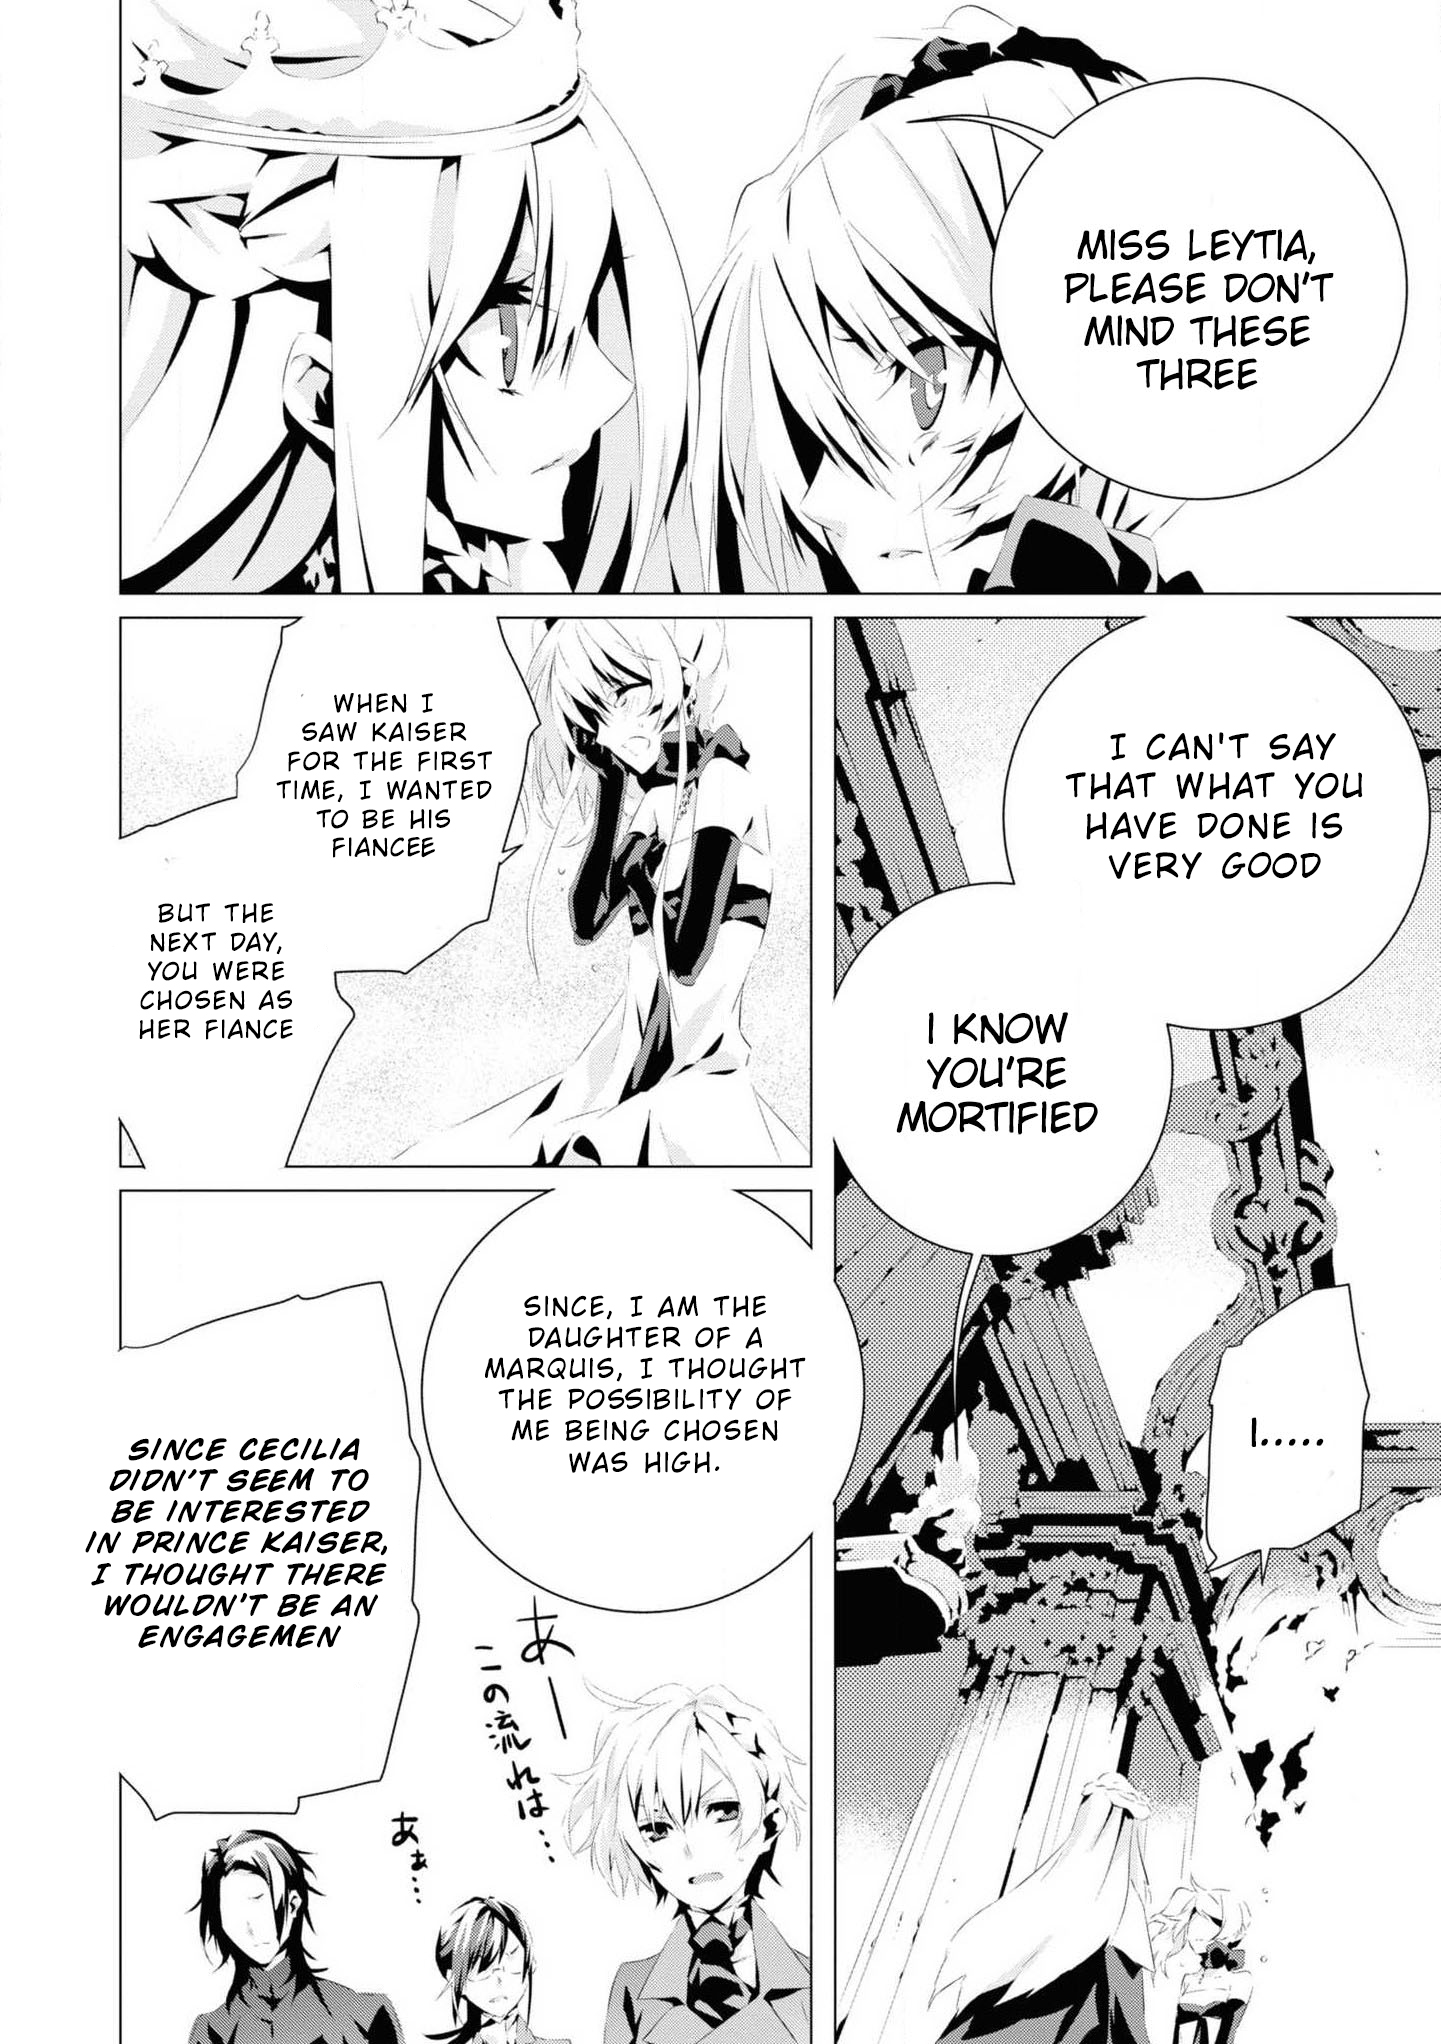 MISS LEYTIA,
PLEASE DON'T
MIND THESE
THREE
I CAN'T SAY
THAT WHAT YOU
HAVE DONE IS
VERY GOOD
I KNOW
YOU'RE
MORTIFIED
I.....
WHEN I
SAW KAISER
FOR THE FIRST
TIME, I WANTED
TO BE HIS
FIANCEE
BUT THE
NEXT DAY,
YOU WERE
CHOSEN AS
HER FIANCE
SINCE, I AM THE
DAUGHTER OF A
MARQUIS, I THOUGHT
THE POSSIBILITY OF
ME BEING CHOSEN
WAS HIGH.
SINCE CECILIA
DIDN'T SEEM TO
BE INTERESTED
IN PRINCE KAISER,
I THOUGHT THERE
WOULDN'T BE AN
ENGAGEMEN
あー
この流れは…
あぁ…